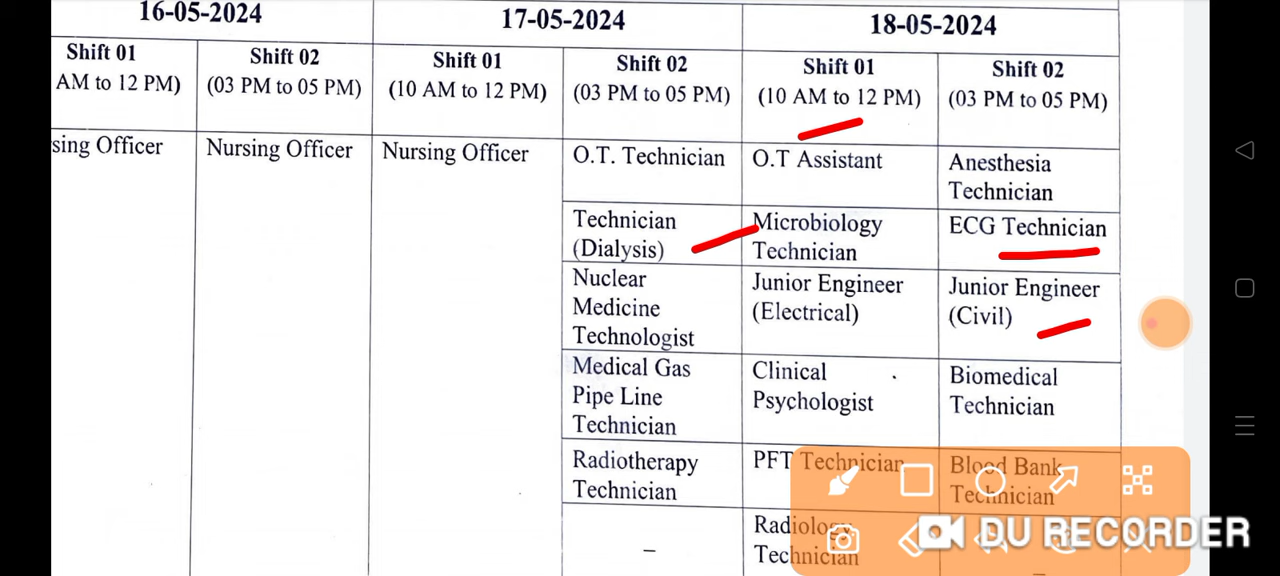 16-05-2024
17-05-2024
18-05-2024
Shift 01
AM to 12 PM)
Shift 02
(03 PM to 05 PM)
Shift 01
(10 AM to 12 PM)
Shift 02
(03 PM to 05 PM)
Shift 01
(10 AM to 12 PM)
Shift 02
(03 PM to 05 PM)
sing Officer
Nursing Officer
Nursing Officer
O.T. Technician
O.T Assistant
Anesthesia
Technician
Technician
(Dialysis)
Microbiology
Technician
ECG Technician
Nuclear
Medicine
Technologist
Junior Engineer
(Electrical)
Junior Engineer
(Civil)
Medical Gas
Pipe Line
Technician
Clinical
Psychologist
Biomedical
Technician
Radiotherapy
Technician
PFT Technician
Blood Bank
Technician
–
Radiology
Technician
–
DU RECORDER